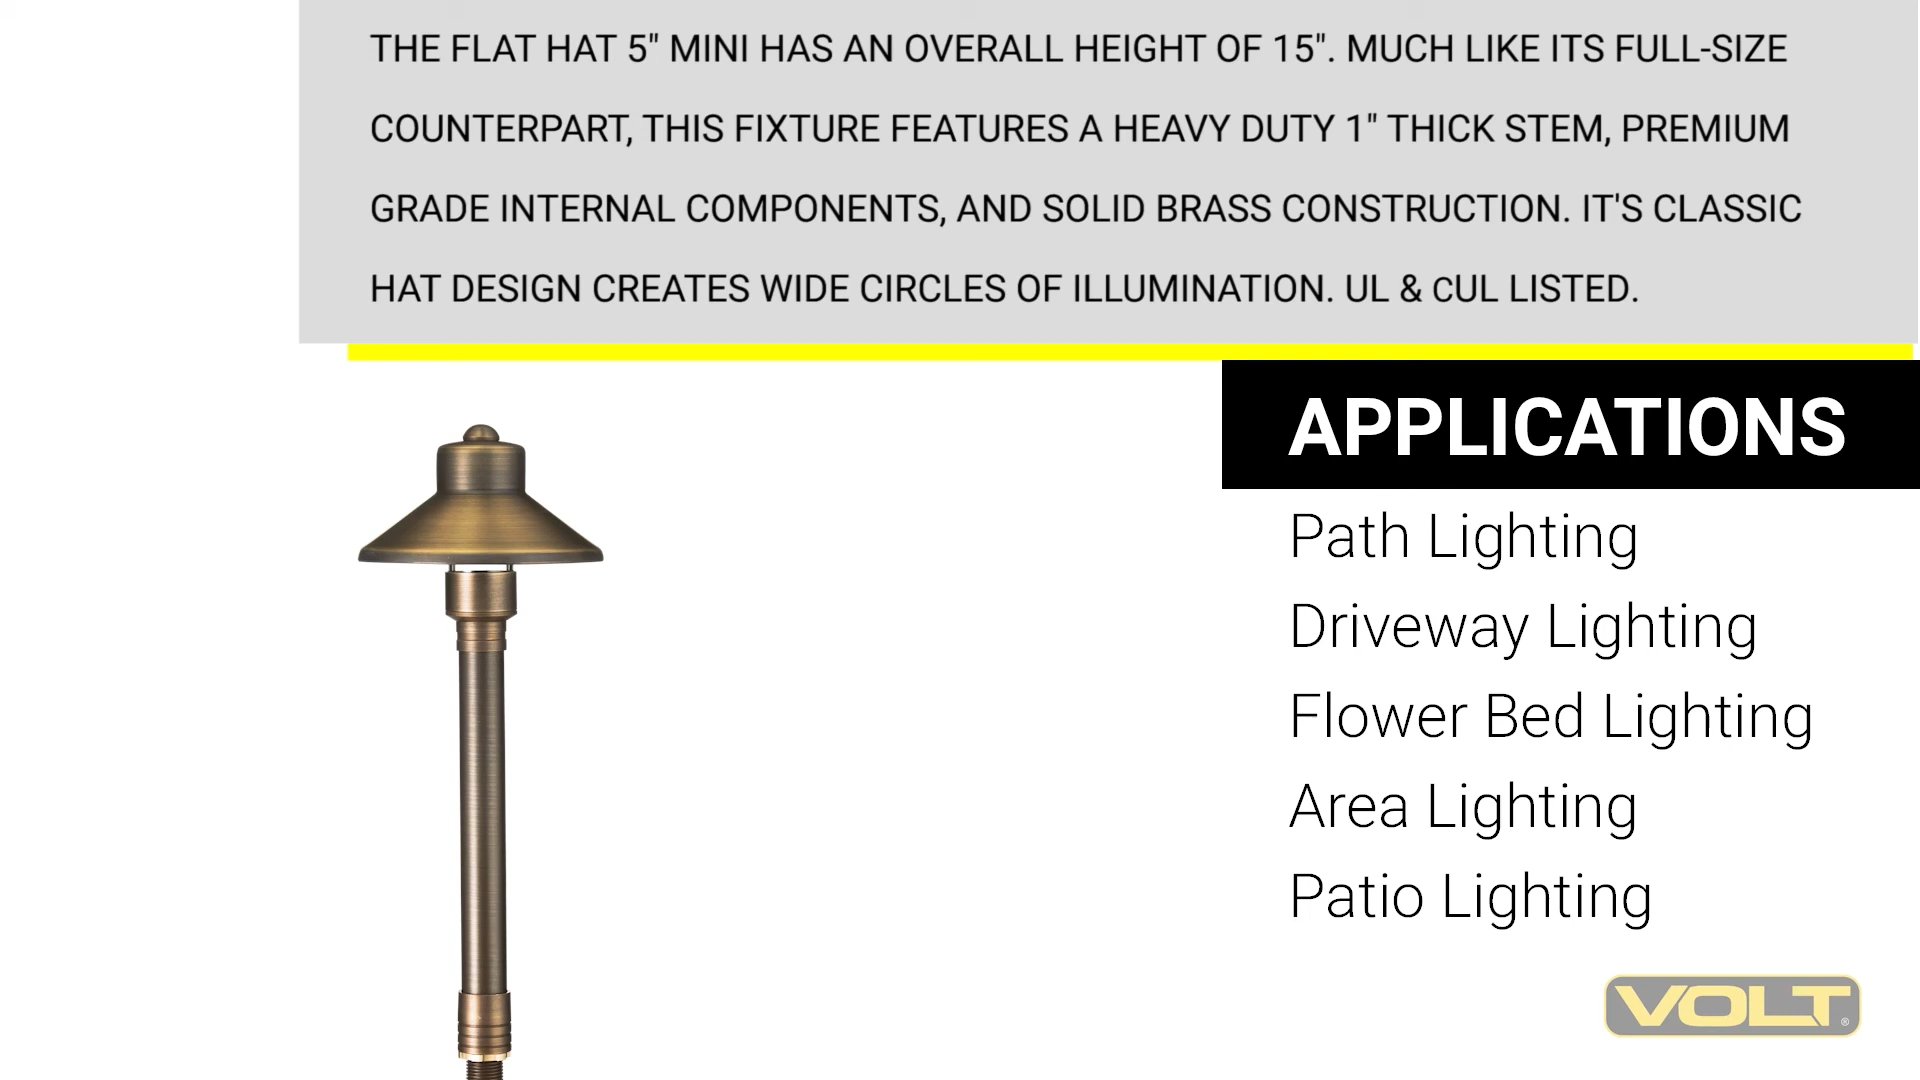 THE FLAT HAT 5" MINI HAS AN OVERALL HEIGHT OF 15". MUCH LIKE ITS FULL-SIZE
COUNTERPART, THIS FIXTURE FEATURES A HEAVY DUTY 1" THICK STEM, PREMIUM
GRADE INTERNAL COMPONENTS, AND SOLID BRASS CONSTRUCTION. IT'S CLASSIC
HAT DESIGN CREATES WIDE CIRCLES OF ILLUMINATION. UL & cUL LISTED.
APPLICATIONS
Path Lighting
Driveway Lighting
Flower Bed Lighting
Area Lighting
Patio Lighting
VOLT®